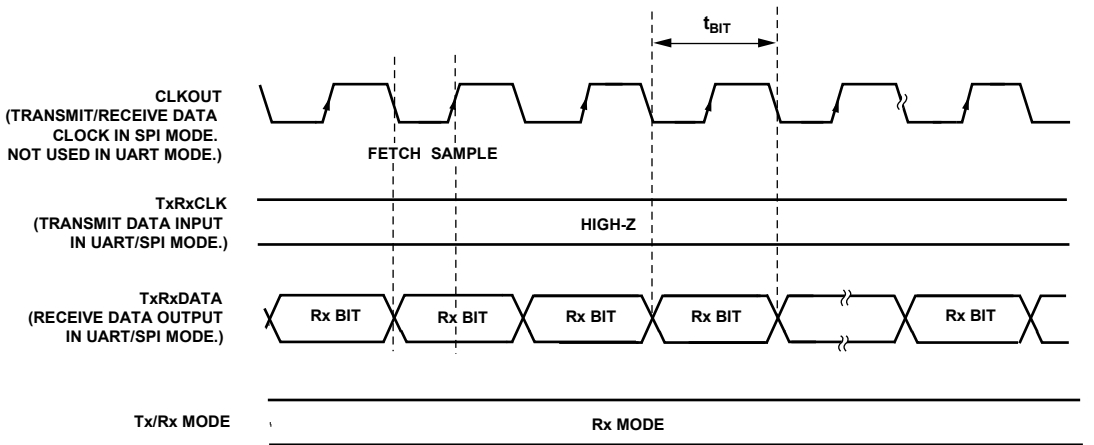 tBIT
CLKOUT
(TRANSMIT/RECEIVE DATA
CLOCK IN SPI MODE.
NOT USED IN UART MODE.)
FETCH SAMPLE
TxRxCLK
(TRANSMIT DATA INPUT
IN UART/SPI MODE.)
HIGH-Z
TxRxDATA
(RECEIVE DATA OUTPUT
IN UART/SPI MODE.)
Rx BIT Rx BIT Rx BIT Rx BIT Rx BIT
Tx/Rx MODE
Rx MODE